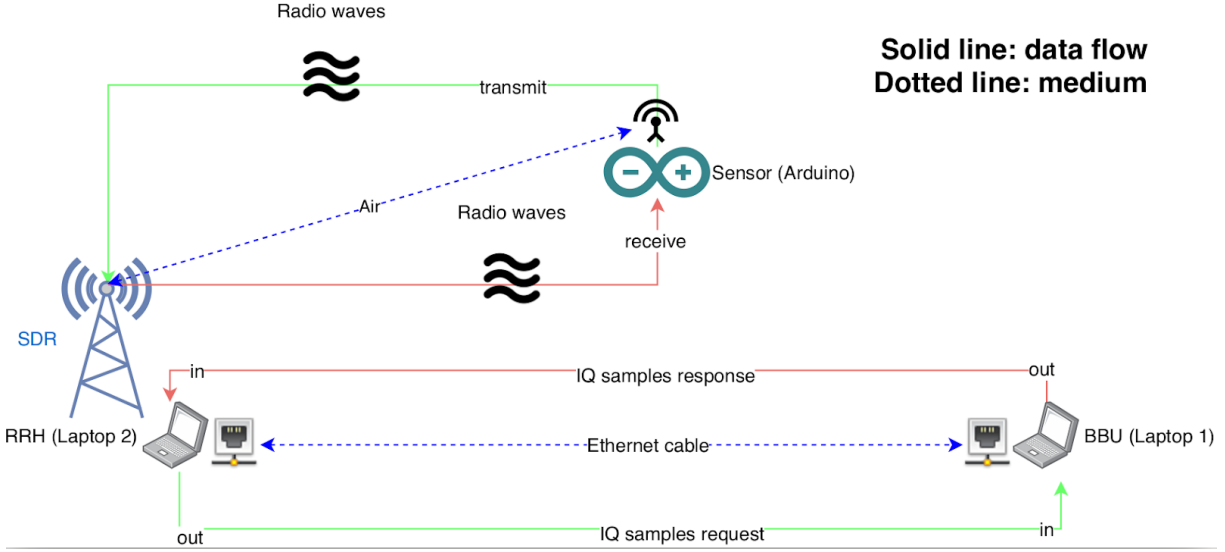 Radio waves
Solid line: data flow
Dotted line: medium
transmit
Sensor (Arduino)
Air
Radio waves
receive
SDR
in
IQ samples response
out
RRH (Laptop 2)
Ethernet cable
BBU (Laptop 1)
out
IQ samples request
in